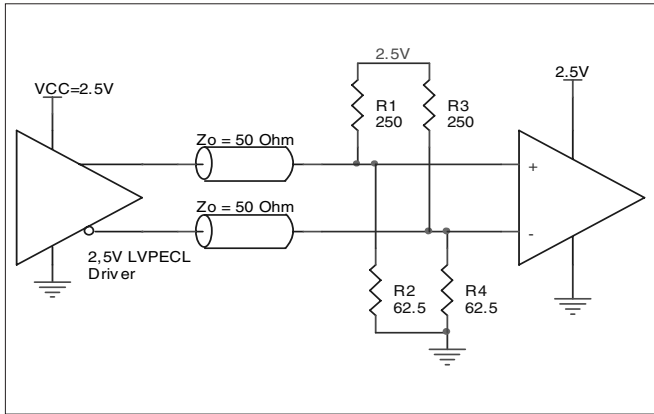 2.5V
2.5V
VCC=2.5V
R1
250
R3
250
Zo = 50 Ohm
+
Zo = 50 Ohm
-
2,5V LVPECL
Driver
R2
62.5
R4
62.5